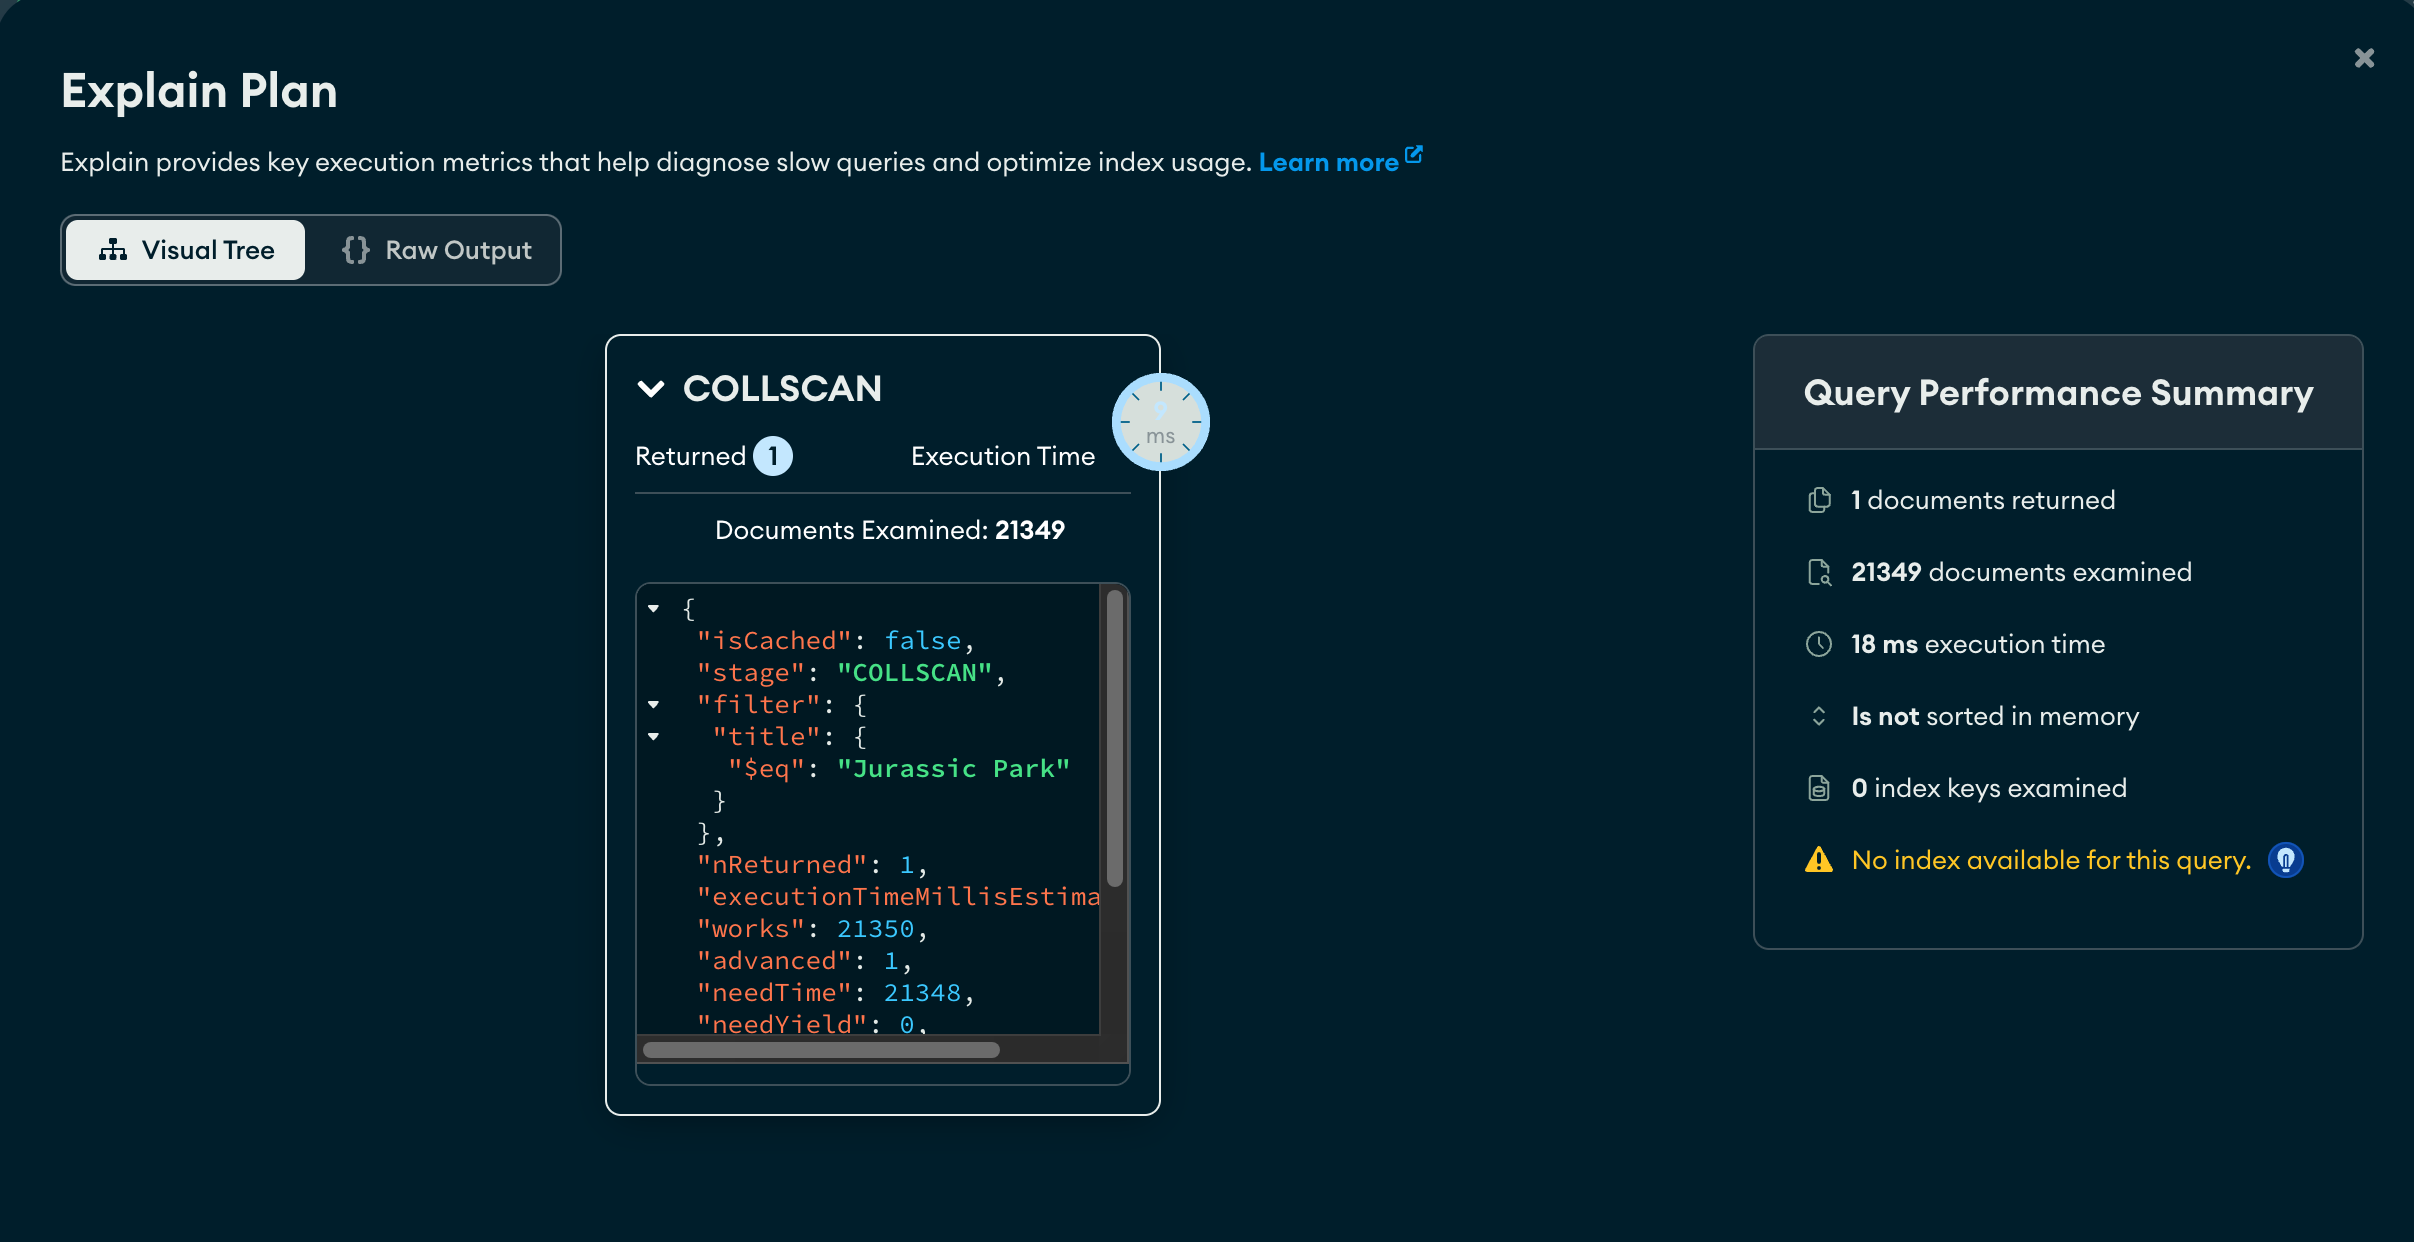 Explain Plan
Explain provides key execution metrics that help diagnose slow queries and optimize index usage. Learn more
Visual Tree
{} Raw Output
COLLSCAN
9
ms
Returned 1
Execution Time
Documents Examined: 21349
{
"isCached": false,
"stage": "COLLSCAN",
"filter": {
"title": {
"$eq": "Jurassic Park"
}
},
"nReturned": 1,
"executionTimeMillisEstima
"works": 21350,
"advanced": 1,
"needTime": 21348,
"needYield": 0,
Query Performance Summary
1 documents returned
21349 documents examined
18 ms execution time
Is not sorted in memory
0 index keys examined
No index available for this query.